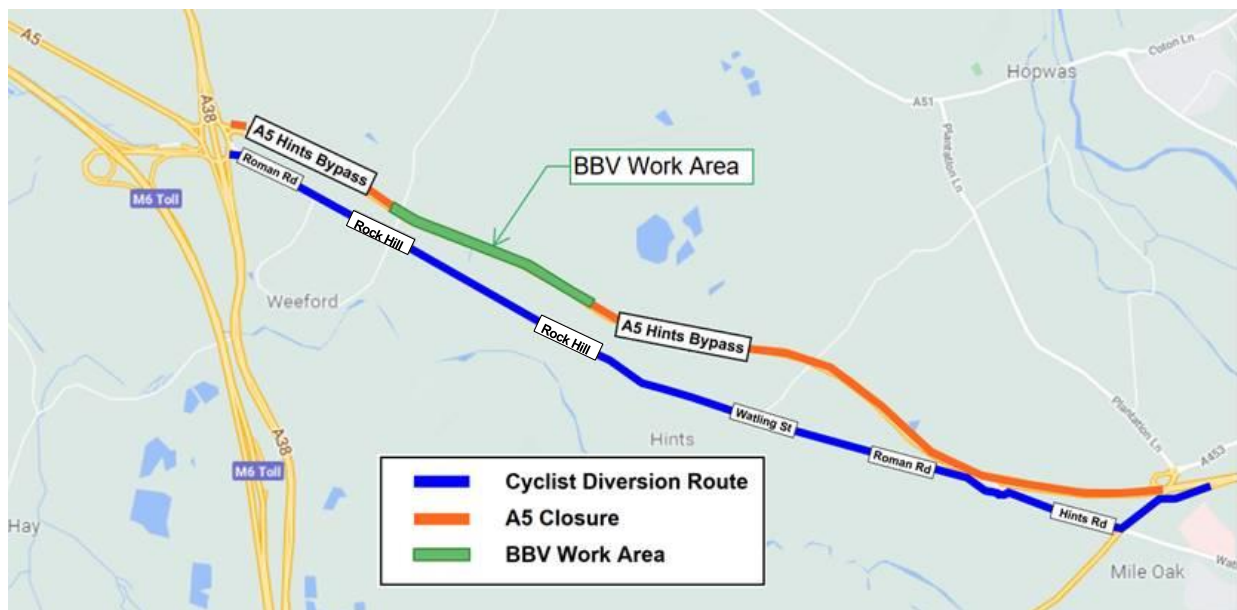 A5
A38
A5 Hints Bypass
Roman Rd
M6 Toll
Rock Hill
BBV Work Area
Weeford
Hopwas
Coton Ln
A51
Plantation Ln
Rock Hill
A5 Hints Bypass
A38
M6 Toll
Hay
Watling St
Hints
Roman Rd
Plantation Ln
A453
Hints Rd
Wat
Mile Oak
Cyclist Diversion Route
A5 Closure
BBV Work Area